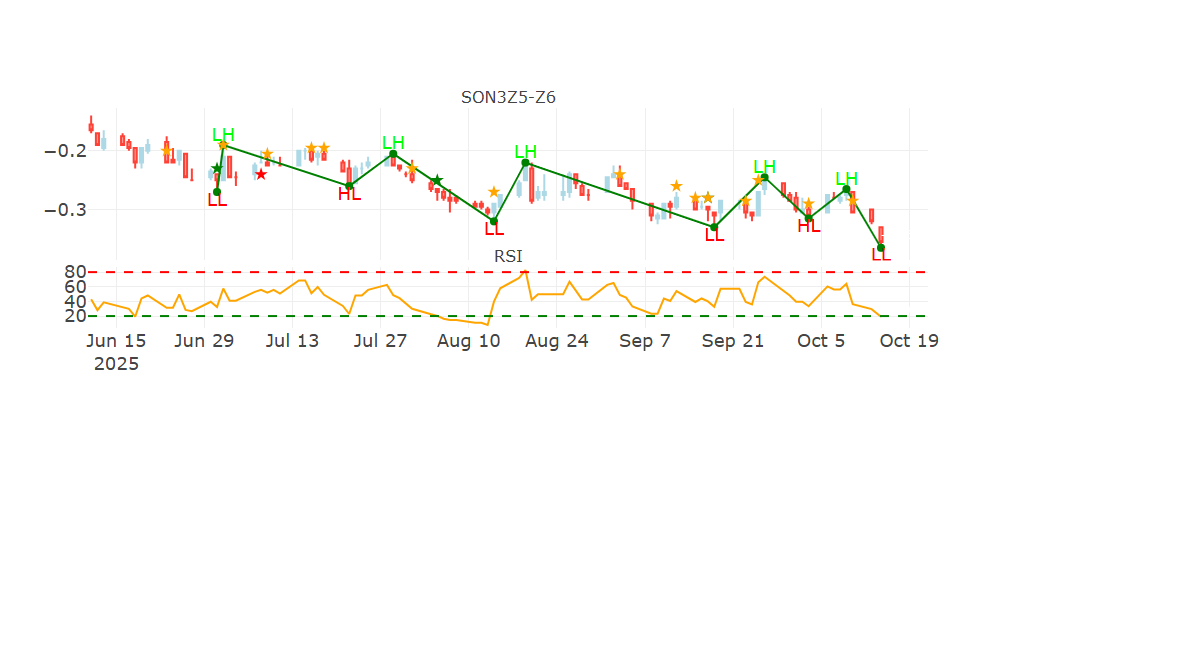 SON3Z5-Z6
LH
LH
LH
LH
LH
−0.2
−0.3
LL
HL
LL
LL
HL
LL
RSI
80
60
40
20
Jun 15 Jun 29 Jul 13 Jul 27 Aug 10 Aug 24 Sep 7 Sep 21 Oct 5 Oct 19
2025